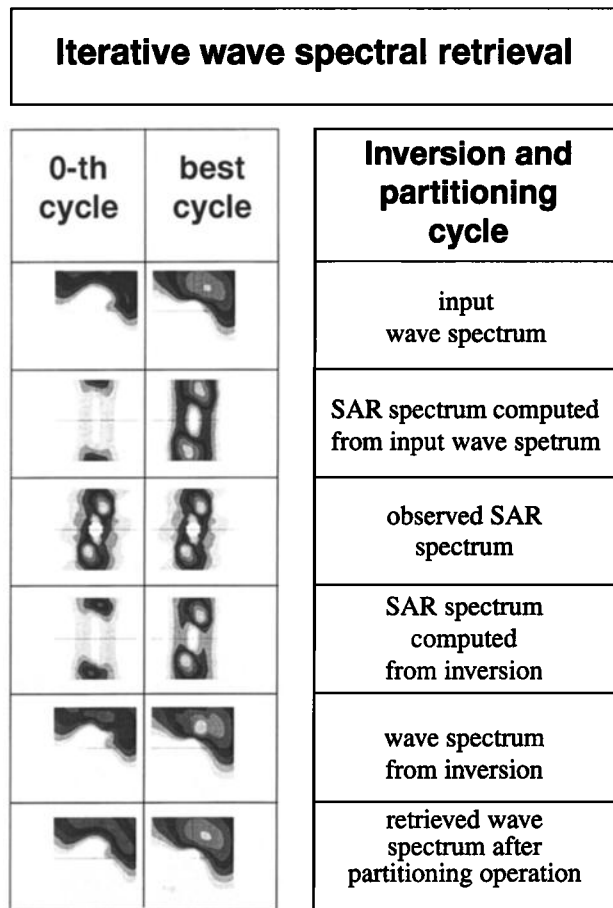 Iterative wave spectral retrieval
0-th
cycle
best
cycle
Inversion and
partitioning
cycle
input
wave spectrum
SAR spectrum computed
from input wave spetrum
observed SAR
spectrum
SAR spectrum
computed
from inversion
wave spectrum
from inversion
retrieved wave
spectrum after
partitioning operation